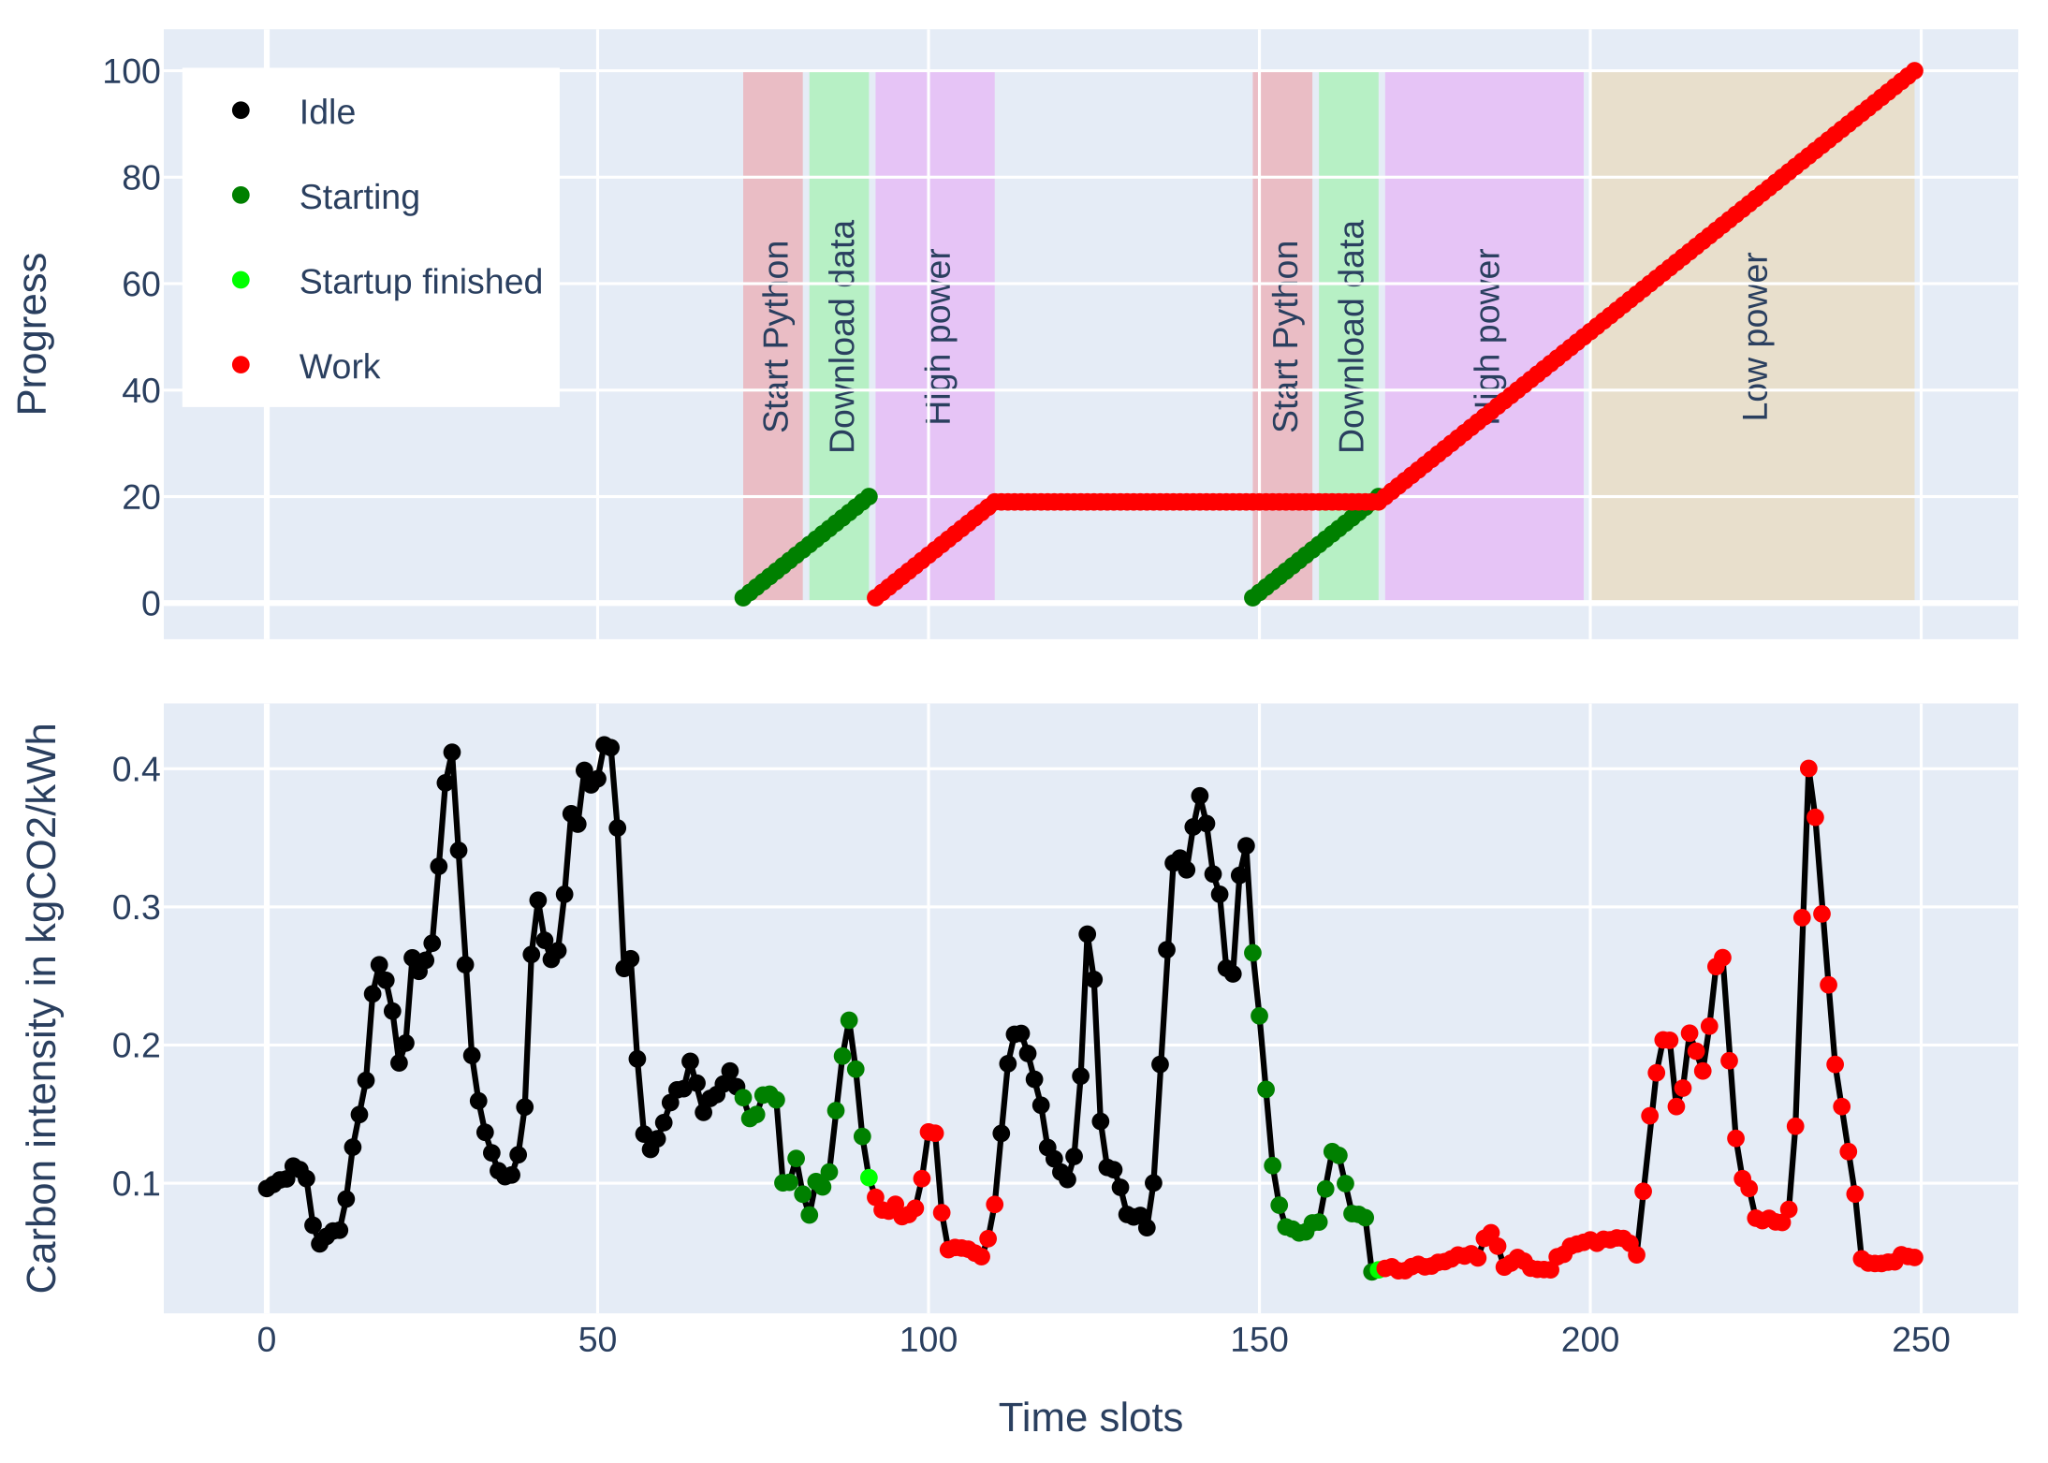 100
80
60
40
20
0
Progress
Idle
Starting
Startup finished
Work
Start Python
Download data
High power
Start Python
Download data
High power
Low power
0.4
0.3
0.2
0.1
Carbon intensity in kgCO2/kWh
0
50
100
150
200
250
Time slots